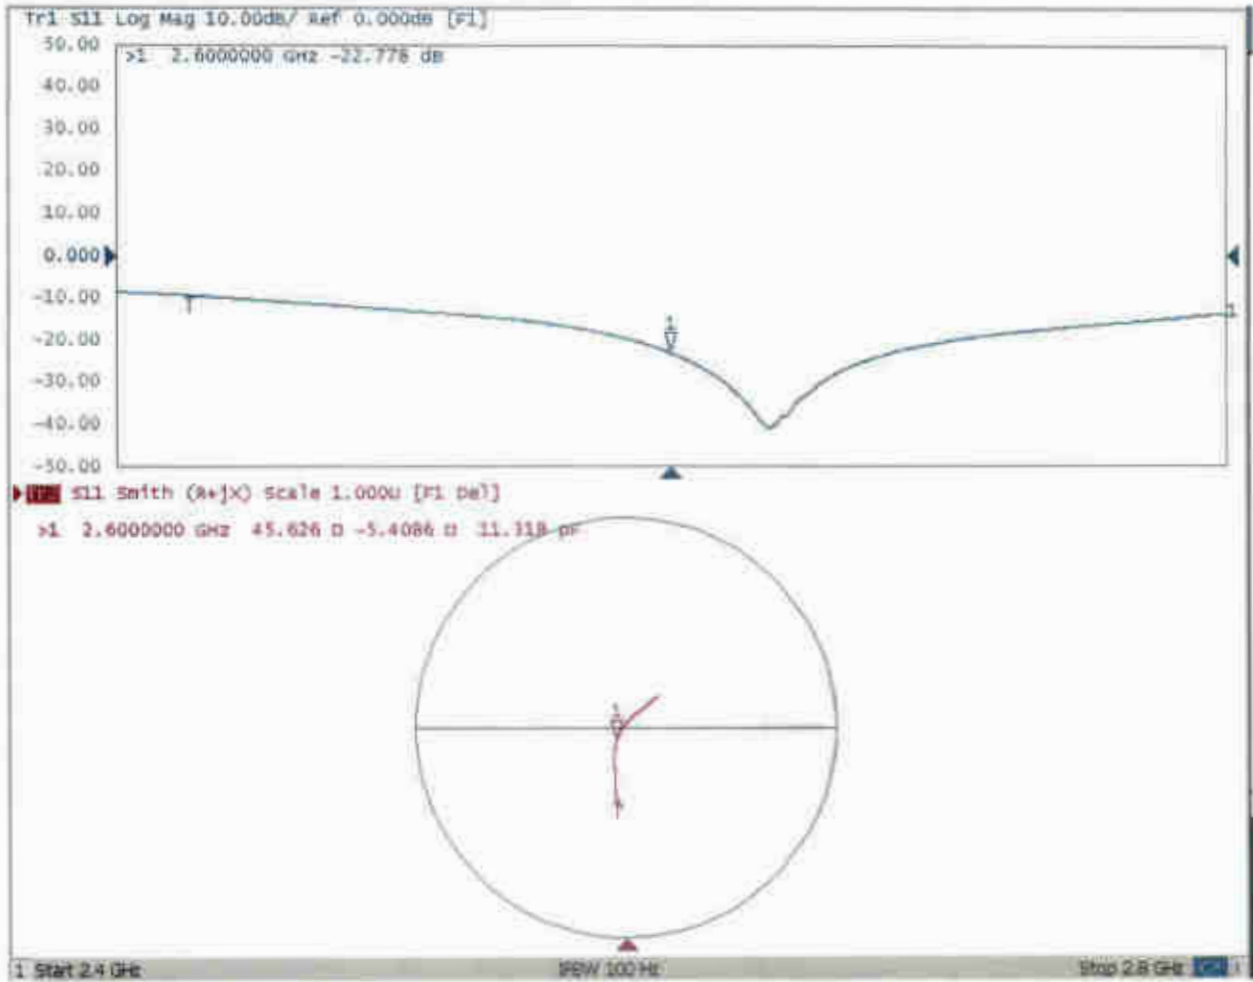 Tr1 S11 Log Mag 10.00dB/ Ref 0.000dB [F1]
50.00
>1 2.6000000 GHz -22.778 dB
40.00
30.00
20.00
10.00
0.000
-10.00
1
1
-20.00
-30.00
-40.00
-50.00
S11 Smith (R+jX) Scale 1.000U [F1 Del]
>1 2.6000000 GHz 45.626 Ω -5.4086 Ω 11.318 pF
1
1 Start 2.4 GHz IFBW 100 Hz Stop 2.8 GHz